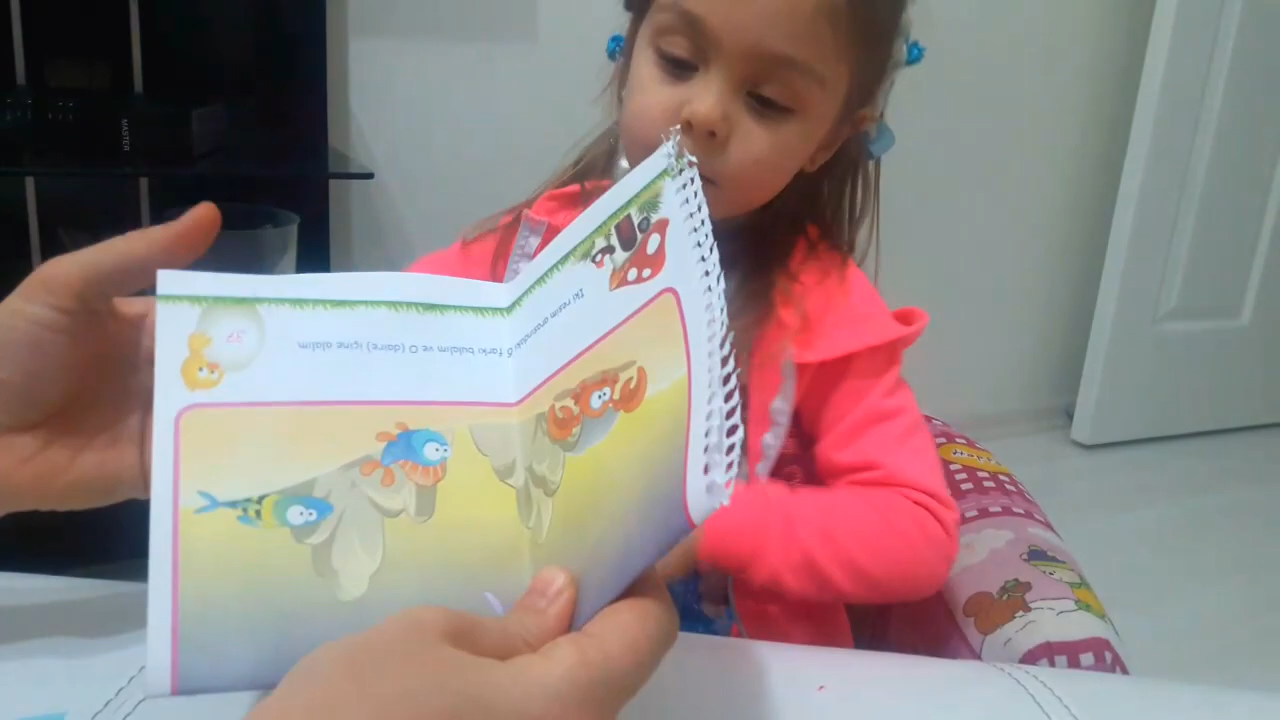 İki resim arasındaki 6 farkı bulalım ve O (daire) içine alalım.
37
MASTER